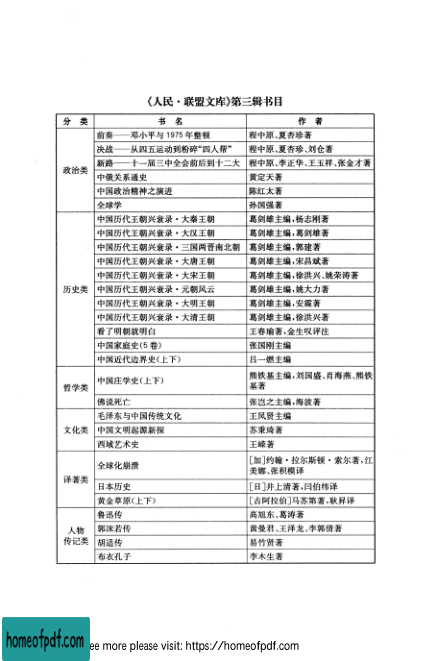 《人民·联盟文库》第三辑书目
分 类 书 名 作 者
政治类
前奏——邓小平与1975年整顿 程中原、夏杏珍著
决战——从四五运动到粉碎“四人帮” 程中原、夏杏珍、刘仓著
新路——十一届三中全会前后到十二大 程中原、李正华、王玉祥、张金才著
中俄关系通史 黄定天著
中国政治精神之演进 陈红太著
全球学 孙国强著
历史类
中国历代王朝兴衰录·大秦王朝 葛剑雄主编,杨志刚著
中国历代王朝兴衰录·大汉王朝 葛剑雄主编,葛剑雄著
中国历代王朝兴衰录·三国两晋南北朝 葛剑雄主编,郭建著
中国历代王朝兴衰录·大唐王朝 葛剑雄主编,宋昌斌著
中国历代王朝兴衰录·大宋王朝 葛剑雄主编,徐洪兴、姚荣涛著
中国历代王朝兴衰录·元朝风云 葛剑雄主编,姚大力著
中国历代王朝兴衰录·大明王朝 葛剑雄主编,安震著
中国历代王朝兴衰录·大清王朝 葛剑雄主编,徐洪兴著
看了明朝就明白 王春瑜著,金生叹评注
中国家庭史(5卷) 张国刚主编
中国近代边界史(上下) 吕一燃主编
哲学类
中国庄学史(上下) 熊铁基主编,刘固盛、肖海燕、熊铁
基著
佛说死亡 张岂之主编,海波著
文化类
毛泽东与中国传统文化 王凤贤主编
中国文明起源新探 苏秉琦著
西域艺术史 王嵘著
译著类
全球化崩溃 [加]约翰·拉尔斯顿·索尔著,江
美娜、张积模译
日本历史 [日]井上清著,闫伯纬译
黄金草原(上下) [古阿拉伯]马苏第著,耿昇译
人物
传记类
鲁迅传 高旭东、葛涛著
郭沫若传 黄曼君、王泽龙、李郭倩著
胡适传 易竹贤著
布衣孔子 李木生著
homeofpdf.com
ee more please visit: https://homeofpdf.com